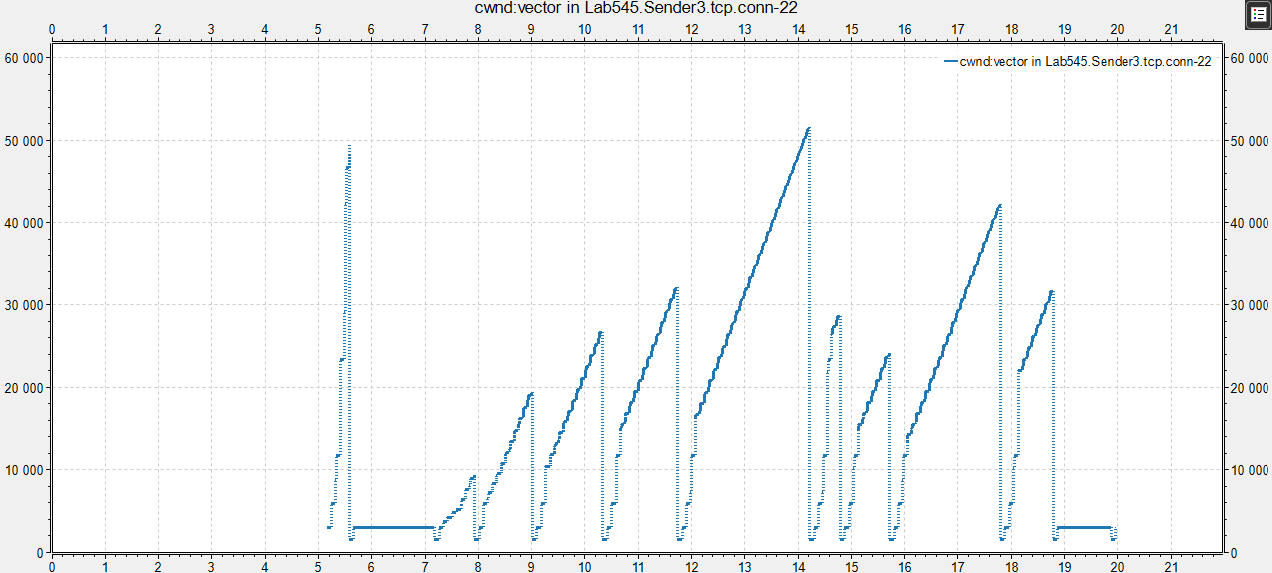 cwnd:vector in Lab545.Sender3.tcp.conn-22
0 1 2 3 4 5 6 7 8 9 10 11 12 13 14 15 16 17 18 19 20 21
cwnd:vector in Lab545.Sender3.tcp.conn-22
60 000 60 000
50 000 50 000
40 000 40 000
30 000 30 000
20 000 20 000
10 000 10 000
0 0
0 1 2 3 4 5 6 7 8 9 10 11 12 13 14 15 16 17 18 19 20 21